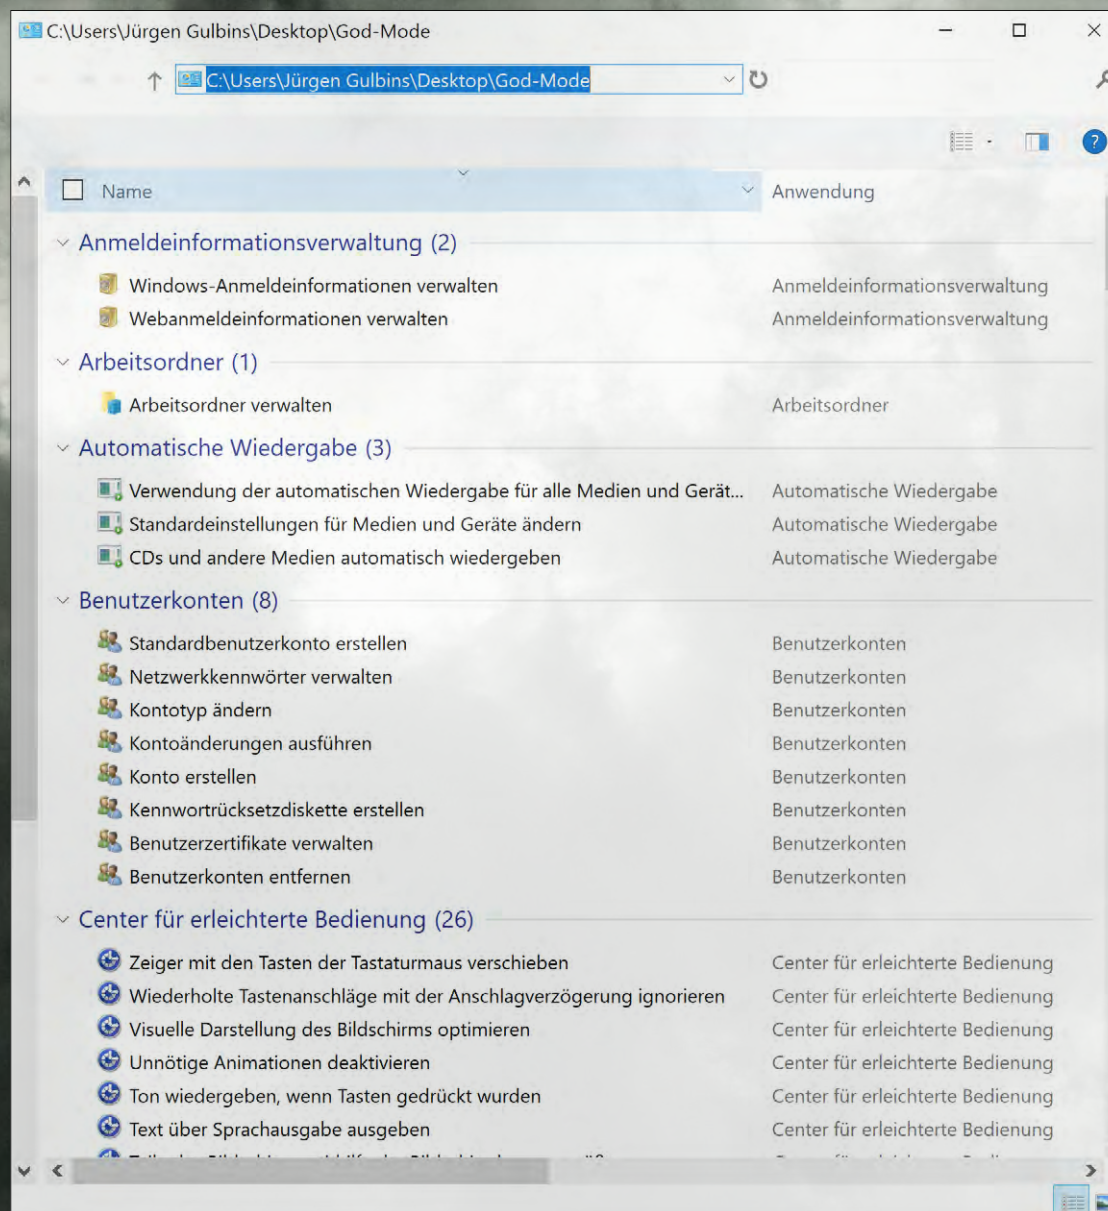 C:\Users\Jürgen Gulbins\Desktop\God-Mode
C:\Users\Jürgen Gulbins\Desktop\God-Mode
?
Name Anwendung
Anmeldeinformationsverwaltung (2)
Windows-Anmeldeinformationen verwalten Anmeldeinformationsverwaltung
Webanmeldeinformationen verwalten Anmeldeinformationsverwaltung
Arbeitsordner (1)
Arbeitsordner verwalten Arbeitsordner
Automatische Wiedergabe (3)
Verwendung der automatischen Wiedergabe für alle Medien und Gerät... Automatische Wiedergabe
Standardeinstellungen für Medien und Geräte ändern Automatische Wiedergabe
CDs und andere Medien automatisch wiedergeben Automatische Wiedergabe
Benutzerkonten (8)
Standardbenutzerkonto erstellen Benutzerkonten
Netzwerkkennwörter verwalten Benutzerkonten
Kontotyp ändern Benutzerkonten
Kontoänderungen ausführen Benutzerkonten
Konto erstellen Benutzerkonten
Kennwortrücksetzdiskette erstellen Benutzerkonten
Benutzerzertifikate verwalten Benutzerkonten
Benutzerkonten entfernen Benutzerkonten
Center für erleichterte Bedienung (26)
Zeiger mit den Tasten der Tastaturmaus verschieben Center für erleichterte Bedienung
Wiederholte Tastenanschläge mit der Anschlagverzögerung ignorieren Center für erleichterte Bedienung
Visuelle Darstellung des Bildschirms optimieren Center für erleichterte Bedienung
Unnötige Animationen deaktivieren Center für erleichterte Bedienung
Ton wiedergeben, wenn Tasten gedrückt wurden Center für erleichterte Bedienung
Text über Sprachausgabe ausgeben Center für erleichterte Bedienung